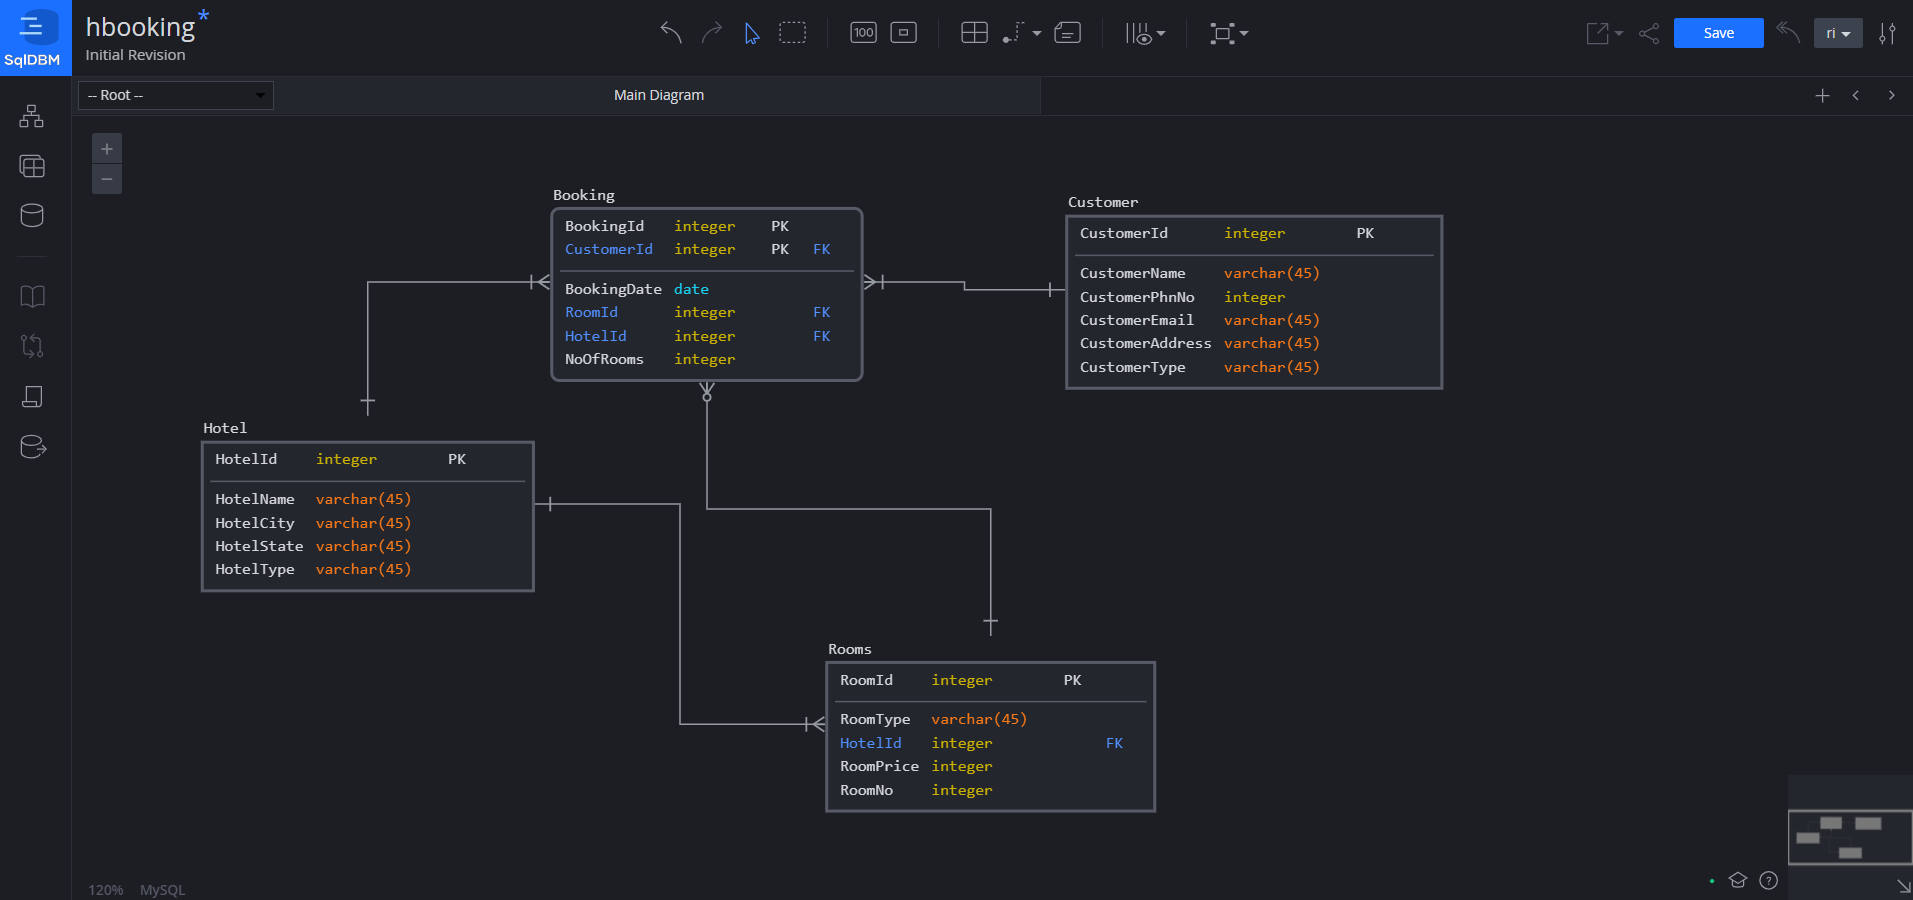 SqlDBM
hbooking*
Initial Revision
100
Save
ri
-- Root --
Main Diagram
+
−
Booking
BookingId integer PK
CustomerId integer PK FK
BookingDate date
RoomId integer FK
HotelId integer FK
NoOfRooms integer
Customer
CustomerId integer PK
CustomerName varchar(45)
CustomerPhnNo integer
CustomerEmail varchar(45)
CustomerAddress varchar(45)
CustomerType varchar(45)
Hotel
HotelId integer PK
HotelName varchar(45)
HotelCity varchar(45)
HotelState varchar(45)
HotelType varchar(45)
Rooms
RoomId integer PK
RoomType varchar(45)
HotelId integer FK
RoomPrice integer
RoomNo integer
120% MySQL
?